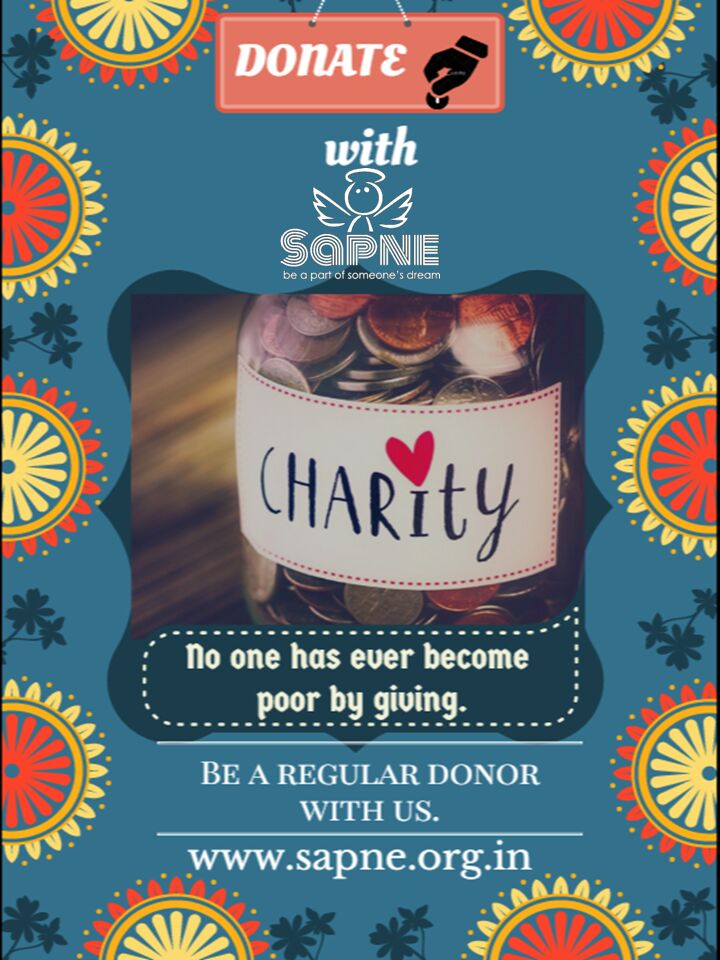 DONATE
with
SAPNE
be a part of someone's dream
CHARITY
No one has ever become
poor by giving.
BE A REGULAR DONOR
WITH US.
www.sapne.org.in